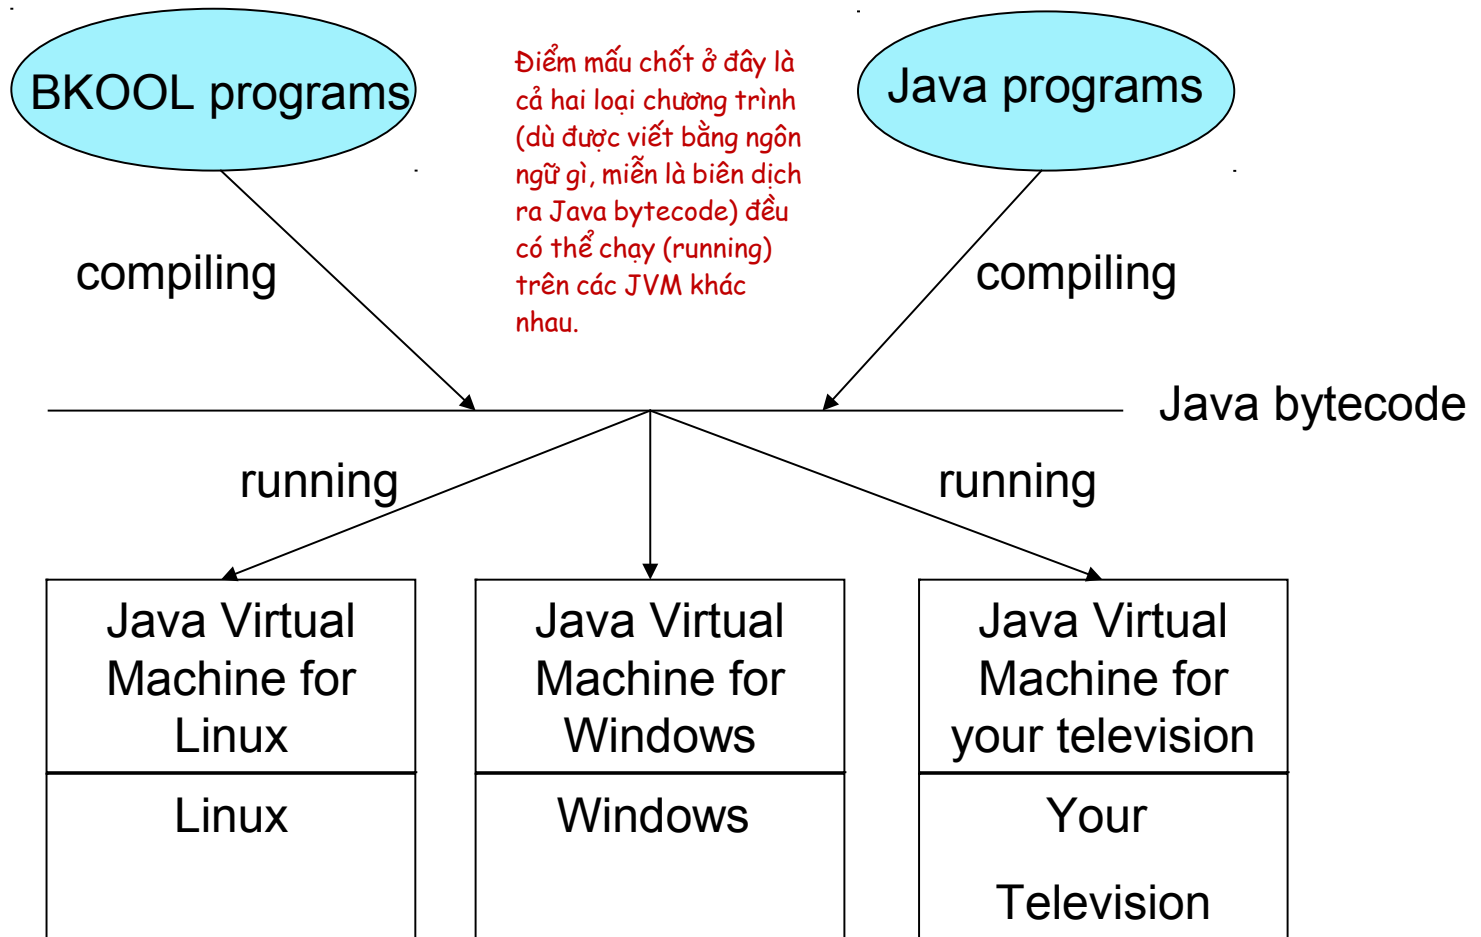 BKOOL programs
Điểm mấu chốt ở đây là
cả hai loại chương trình
(dù được viết bằng ngôn
ngữ gì, miễn là biên dịch
ra Java bytecode) đều
có thể chạy (running)
trên các JVM khác
nhau.
Java programs
compiling
compiling
Java bytecode
running
running
Java Virtual
Machine for
Linux
Linux
Java Virtual
Machine for
Windows
Windows
Java Virtual
Machine for
your television
Your
Television